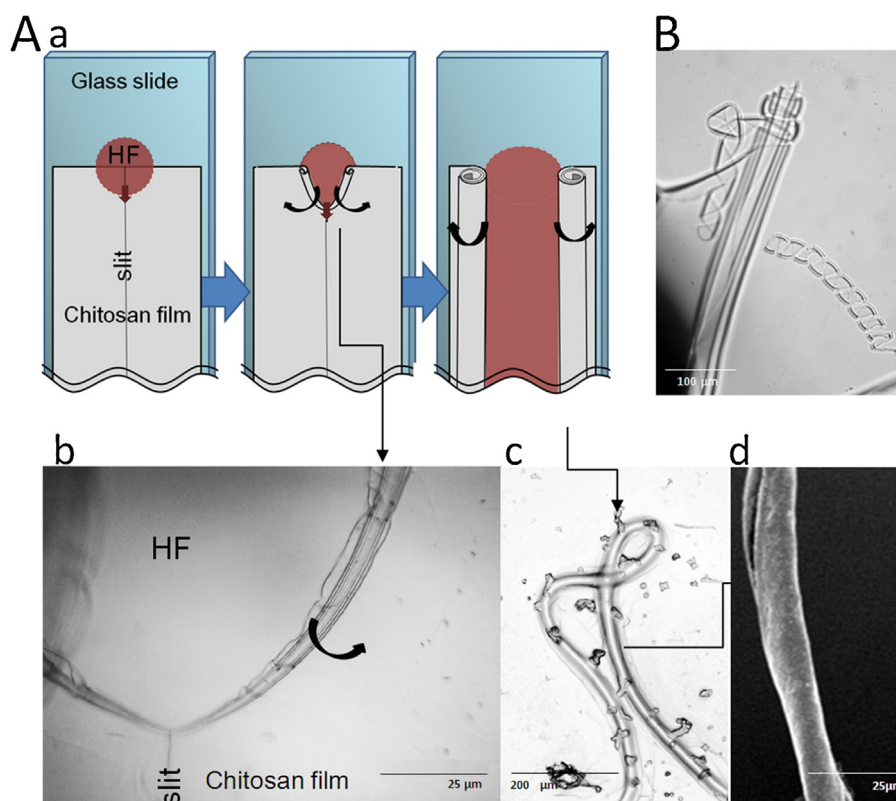 A a
Glass slide
HF
slit
Chitosan film
B
100 µm
b
HF
slit
Chitosan film
25 µm
c
200 µm
d
25µm